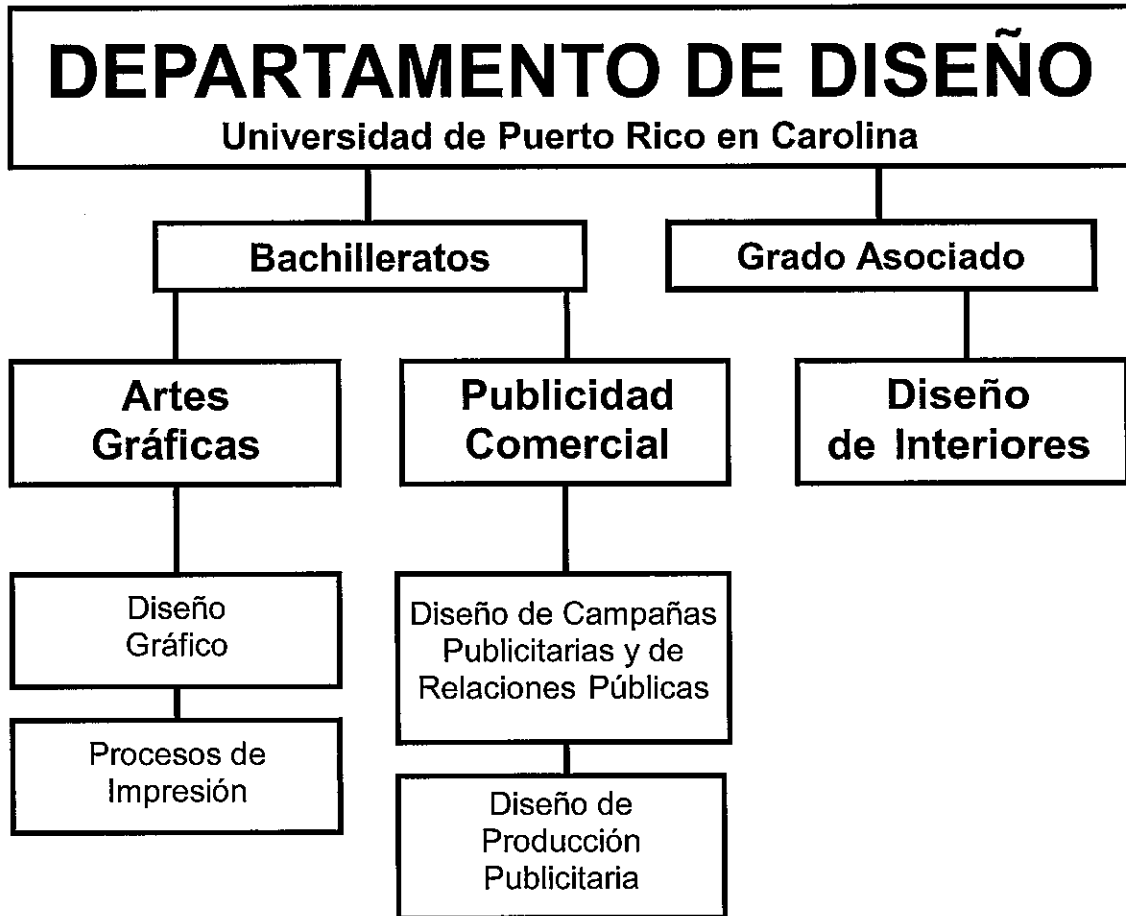 DEPARTAMENTO DE DISEÑO
Universidad de Puerto Rico en Carolina
Bachilleratos
Grado Asociado
Artes
Gráficas
Publicidad
Comercial
Diseño
de Interiores
Diseño
Gráfico
Procesos de
Impresión
Diseño de Campañas
Publicitarias y de
Relaciones Públicas
Diseño de
Producción
Publicitaria